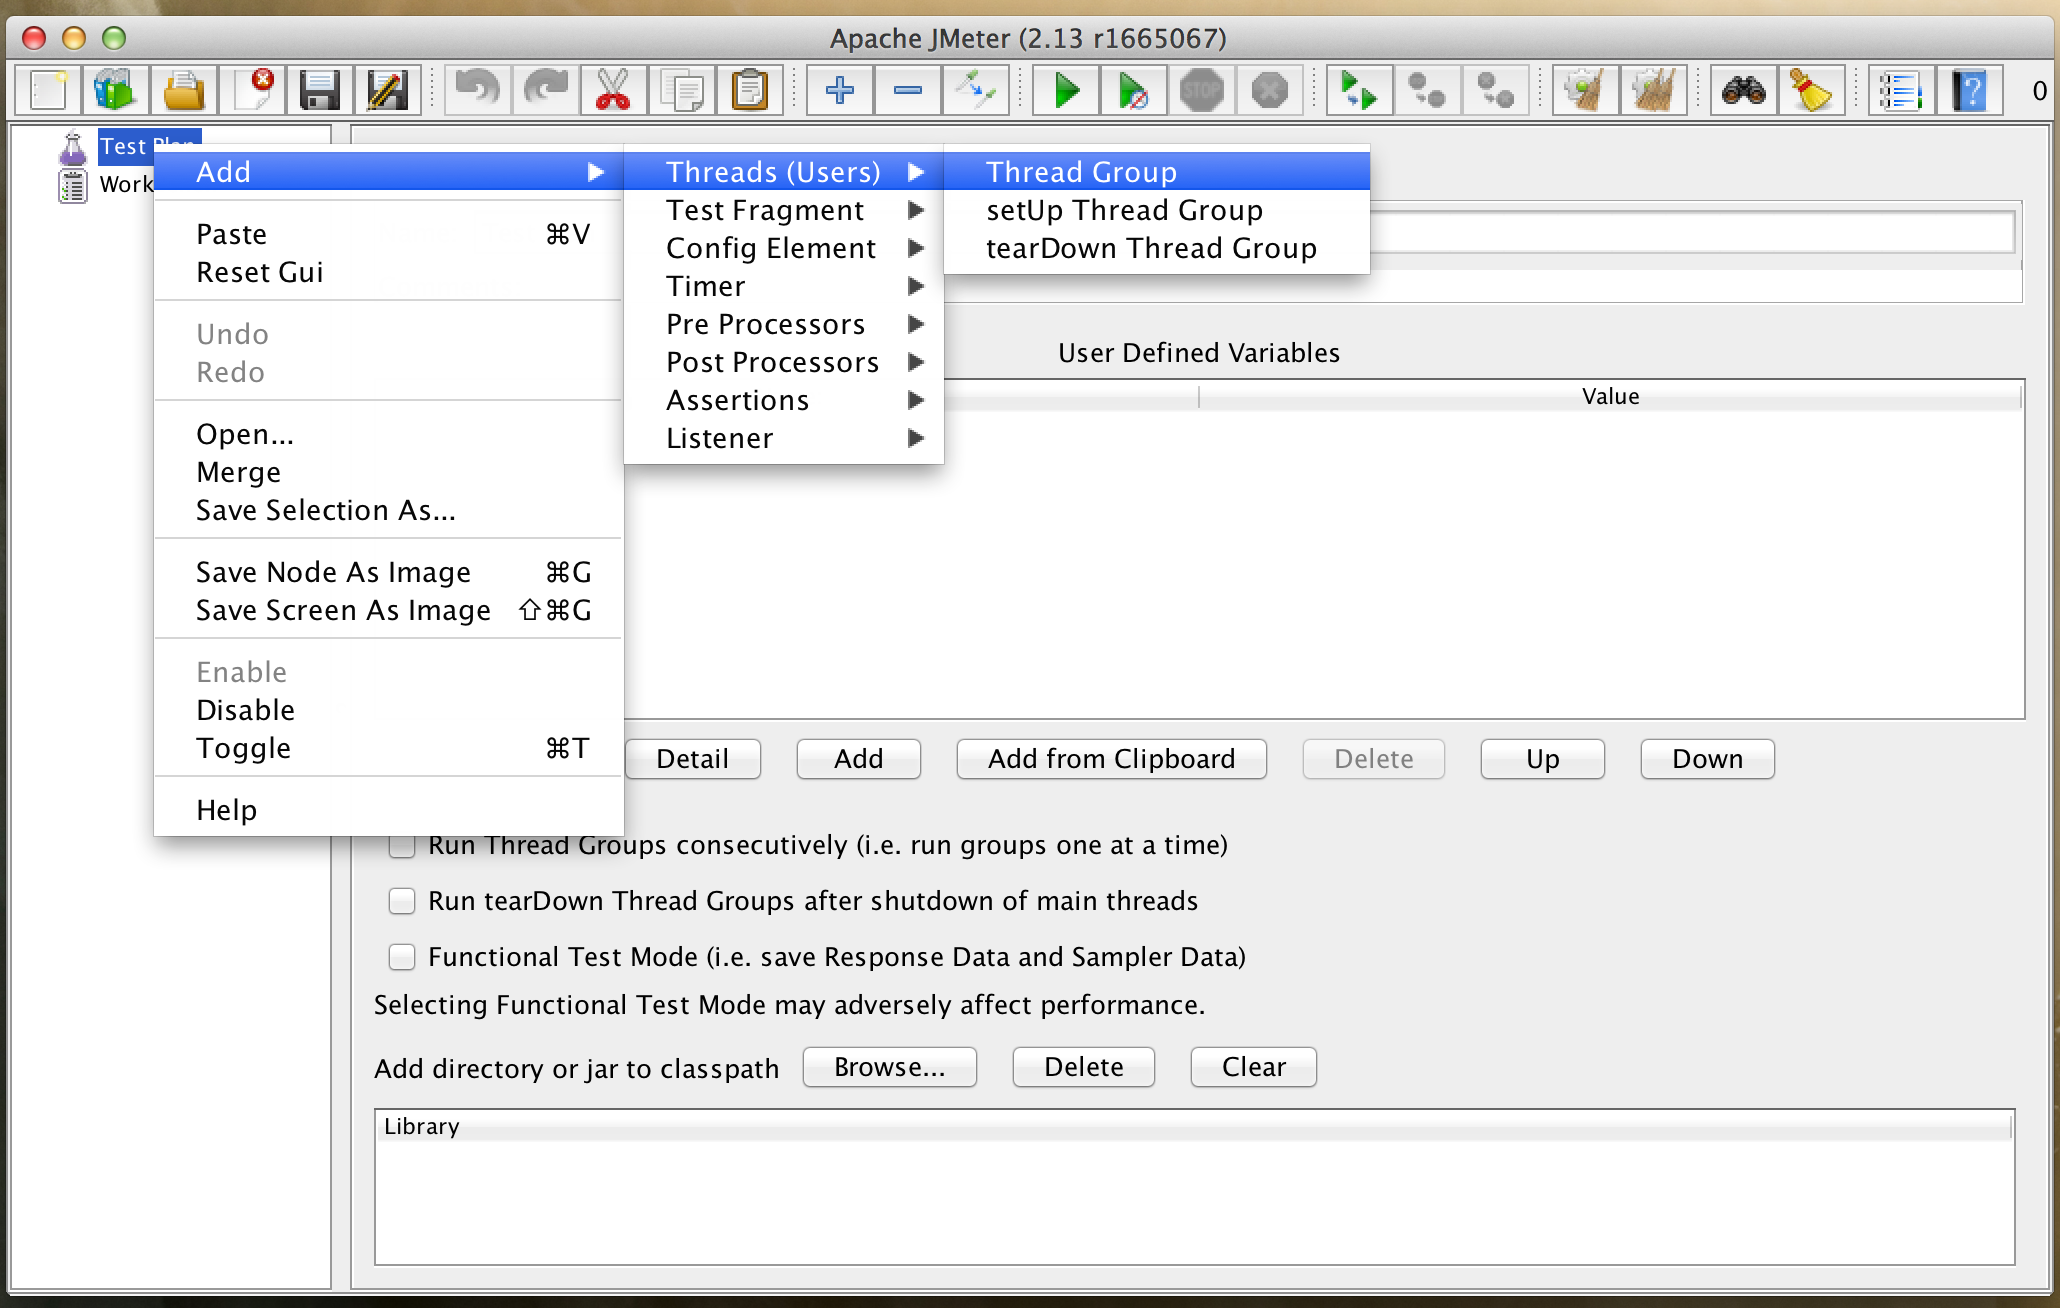 Apache JMeter (2.13 r1665067)
STOP
?
0
Test Plan
Work
Add
Paste ⌘V
Reset Gui
Undo
Redo
Open...
Merge
Save Selection As...
Save Node As Image ⌘G
Save Screen As Image ⇧⌘G
Enable
Disable
Toggle ⌘T
Help
Threads (Users)
Test Fragment
Config Element
Timer
Pre Processors
Post Processors
Assertions
Listener
Thread Group
setUp Thread Group
tearDown Thread Group
User Defined Variables
Value
Detail Add Add from Clipboard Delete Up Down
Run Thread Groups consecutively (i.e. run groups one at a time)
Run tearDown Thread Groups after shutdown of main threads
Functional Test Mode (i.e. save Response Data and Sampler Data)
Selecting Functional Test Mode may adversely affect performance.
Add directory or jar to classpath Browse... Delete Clear
Library